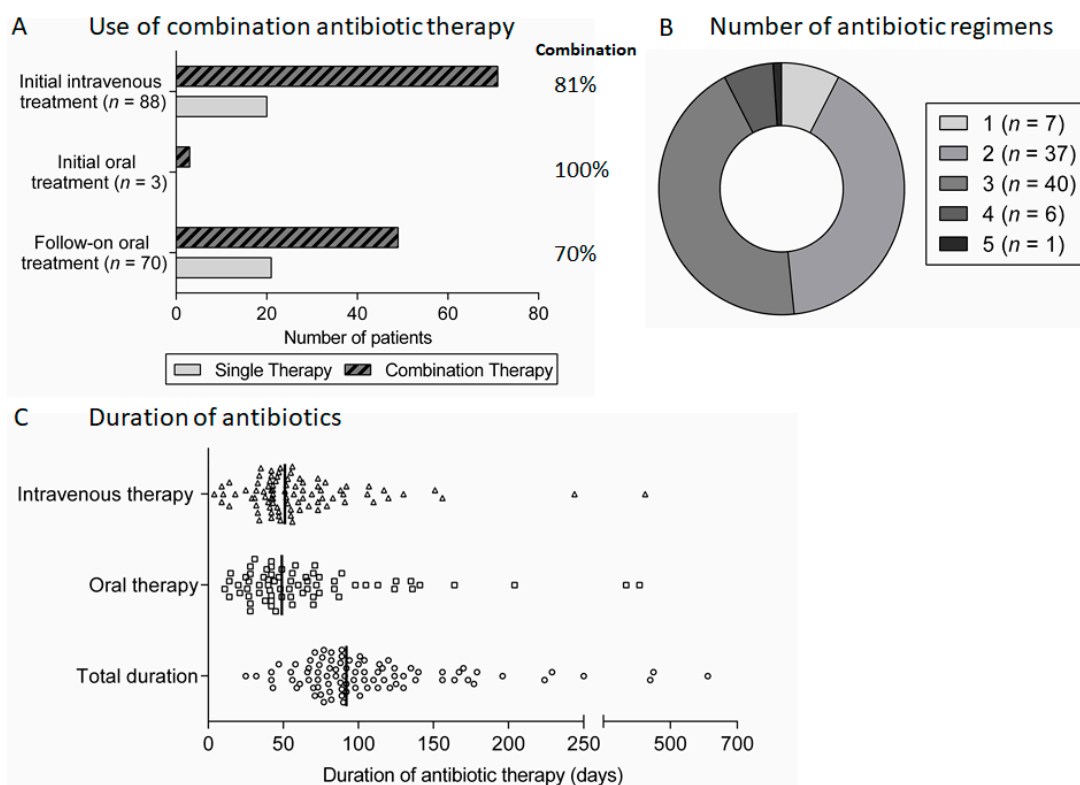 A Use of combination antibiotic therapy
Combination
Initial intravenous
treatment (n = 88)
81%
Initial oral
treatment (n = 3)
100%
Follow-on oral
treatment (n = 70)
70%
0 20 40 60 80
Number of patients
Single Therapy Combination Therapy
B Number of antibiotic regimens
1 (n = 7)
2 (n = 37)
3 (n = 40)
4 (n = 6)
5 (n = 1)
C Duration of antibiotics
Intravenous therapy
Oral therapy
Total duration
0 50 100 150 200 250 500 700
Duration of antibiotic therapy (days)